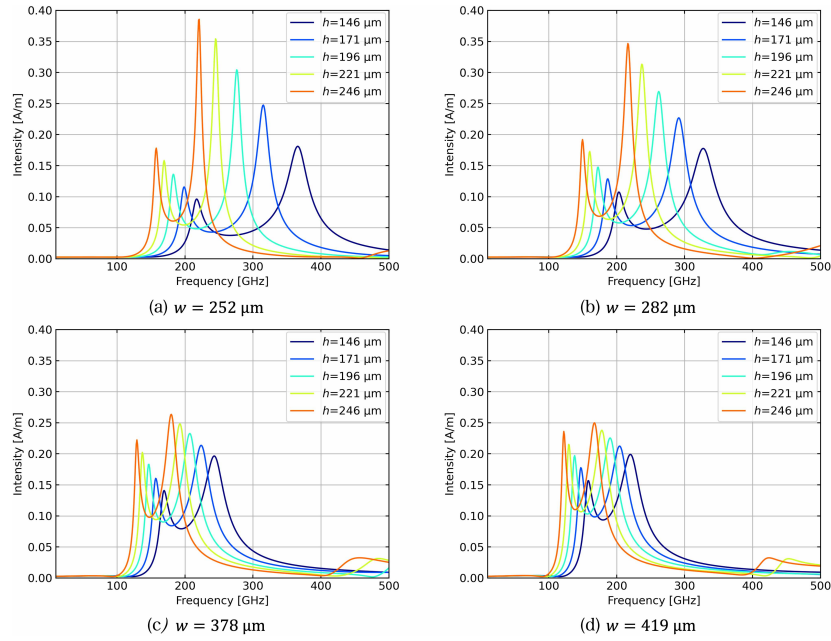 0.40
0.35
0.30
0.25
0.20
0.15
0.10
0.05
0.00
Intensity [A/m]
h=146 μm
h=171 μm
h=196 μm
h=221 μm
h=246 μm
100 200 300 400 500
Frequency [GHz]
(a) w = 252 μm
0.40
0.35
0.30
0.25
0.20
0.15
0.10
0.05
0.00
Intensity [A/m]
h=146 μm
h=171 μm
h=196 μm
h=221 μm
h=246 μm
100 200 300 400 500
Frequency [GHz]
(b) w = 282 μm
0.40
0.35
0.30
0.25
0.20
0.15
0.10
0.05
0.00
Intensity [A/m]
h=146 μm
h=171 μm
h=196 μm
h=221 μm
h=246 μm
100 200 300 400 500
Frequency [GHz]
(c) w = 378 μm
0.40
0.35
0.30
0.25
0.20
0.15
0.10
0.05
0.00
Intensity [A/m]
h=146 μm
h=171 μm
h=196 μm
h=221 μm
h=246 μm
100 200 300 400 500
Frequency [GHz]
(d) w = 419 μm